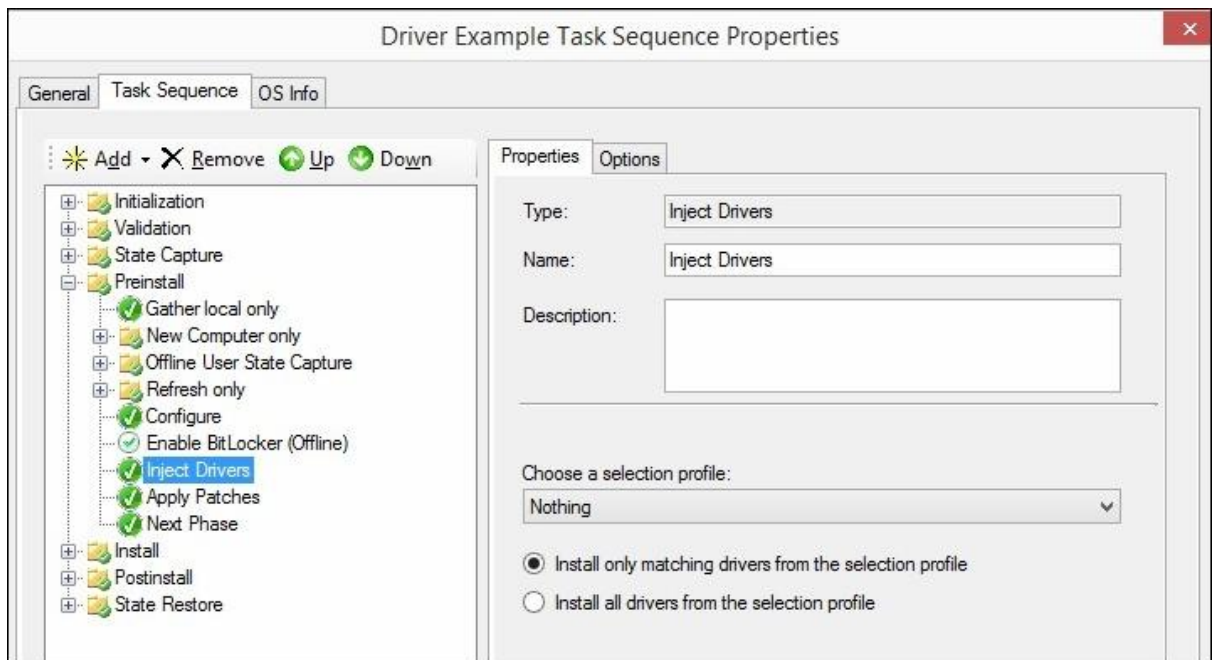 Driver Example Task Sequence Properties
General Task Sequence OS Info
Add Remove Up Down
Initialization
Validation
State Capture
Preinstall
Gather local only
New Computer only
Offline User State Capture
Refresh only
Configure
Enable BitLocker (Offline)
Inject Drivers
Apply Patches
Next Phase
Install
Postinstall
State Restore
Properties Options
Type: Inject Drivers
Name: Inject Drivers
Description:
Choose a selection profile:
Nothing
Install only matching drivers from the selection profile
Install all drivers from the selection profile